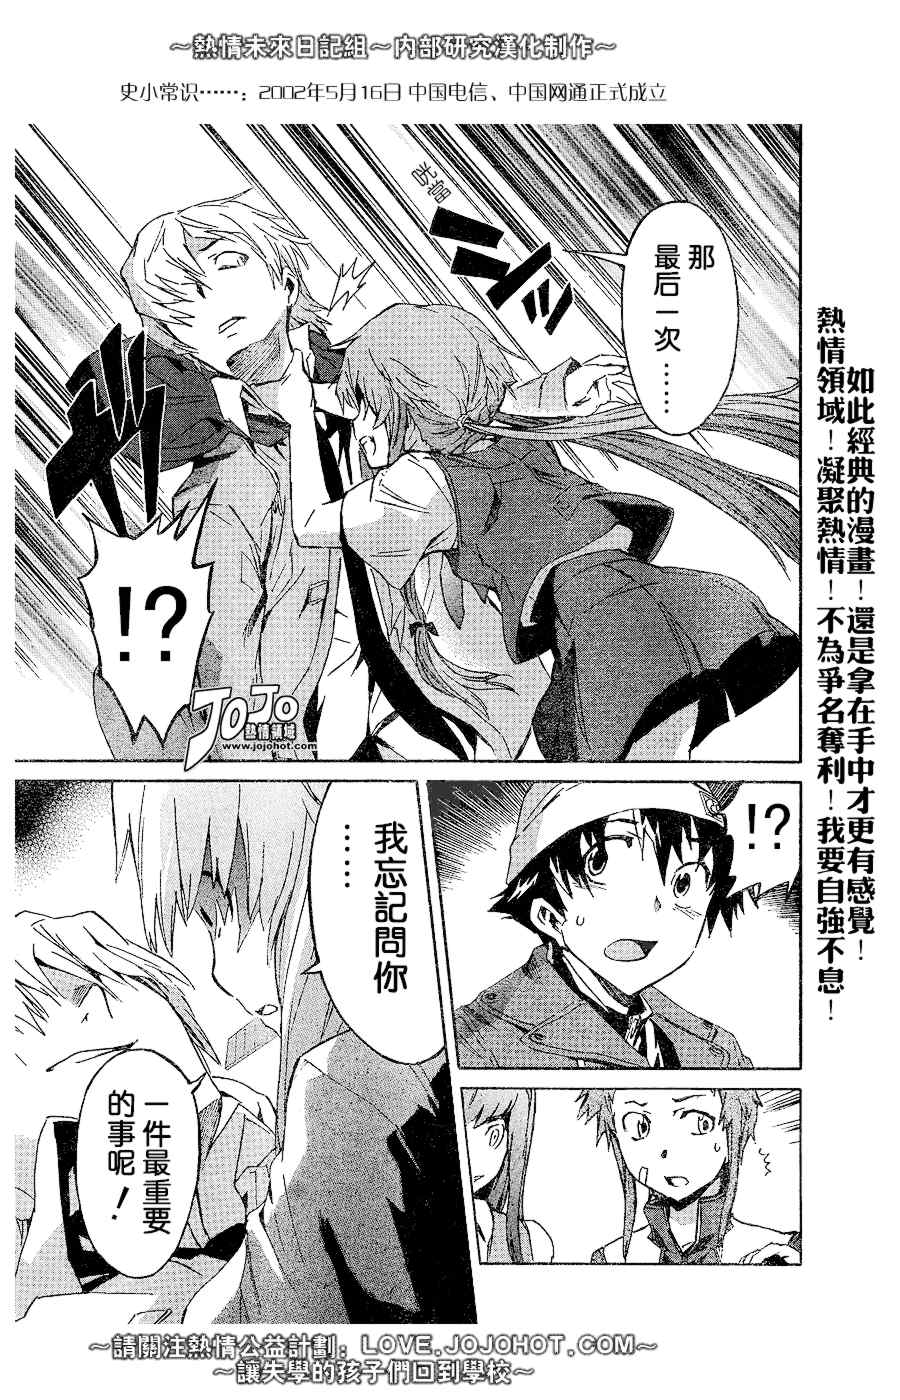 ～熱情未來日記組～内部研究漢化制作～
史小常识……：2002年5月16日 中国电信、中国网通正式成立
那
最后一次……
!?
JOJO
熱情領域
www.jojohot.com
!?
我忘記問你
……
一件最重要
的事呢！
如此經典的漫畫！還是拿在手中才更有感覺！
熱情領域！凝聚熱情！不為爭名奪利！我要自強不息！
～請關注熱情公益計劃：LOVE.JOJOHOT.COM～
～讓失學的孩子們回到學校～